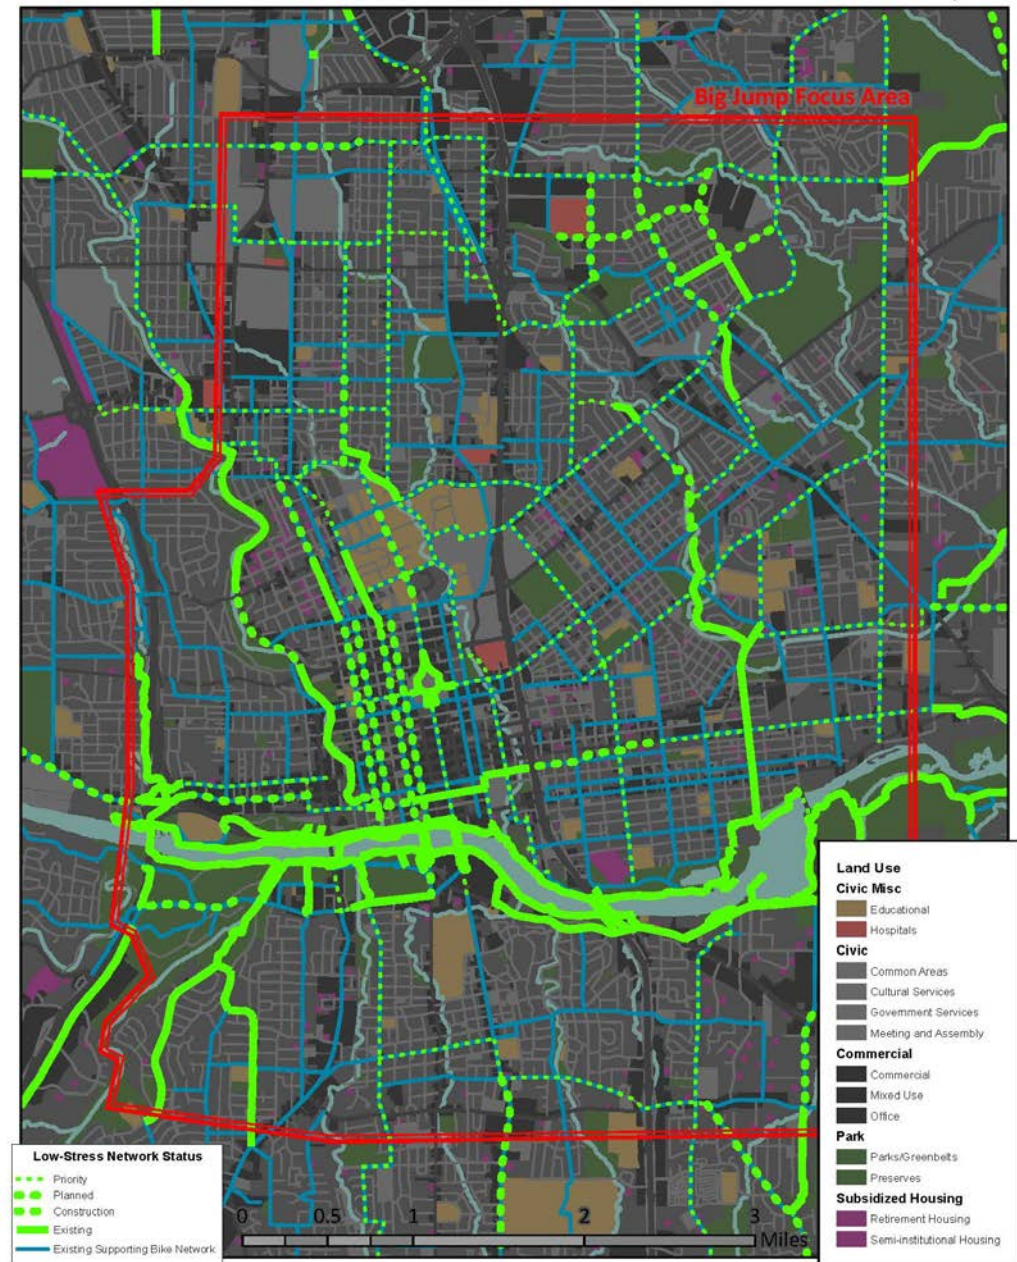 Big Jump Focus Area
Land Use
Civic Misc
Educational
Hospitals
Civic
Common Areas
Cultural Services
Government Services
Meeting and Assembly
Commercial
Commercial
Mixed Use
Office
Park
Parks/Greenbelts
Preserves
Subsidized Housing
Retirement Housing
Semi-institutional Housing
Low-Stress Network Status
Priority
Planned
Construction
Existing
Existing Supporting Bike Network
0 0.5 1 2 3
Miles